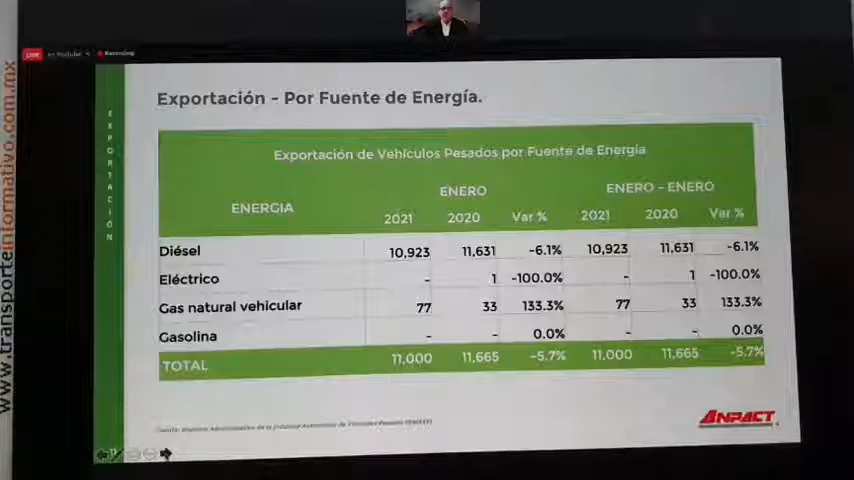 LIVE en Youtube
Recording
www.transporteinformativo.com.mx
EXPORTACIÓN
Exportación - Por Fuente de Energía.
Exportación de Vehículos Pesados por Fuente de Energía
ENERGIA ENERO ENERO - ENERO
2021 2020 Var % 2021 2020 Var %
Diésel 10,923 11,631 -6.1% 10,923 11,631 -6.1%
Eléctrico - 1 -100.0% - 1 -100.0%
Gas natural vehicular 77 33 133.3% 77 33 133.3%
Gasolina - - 0.0% - - 0.0%
TOTAL 11,000 11,665 -5.7% 11,000 11,665 -5.7%
ANPACT